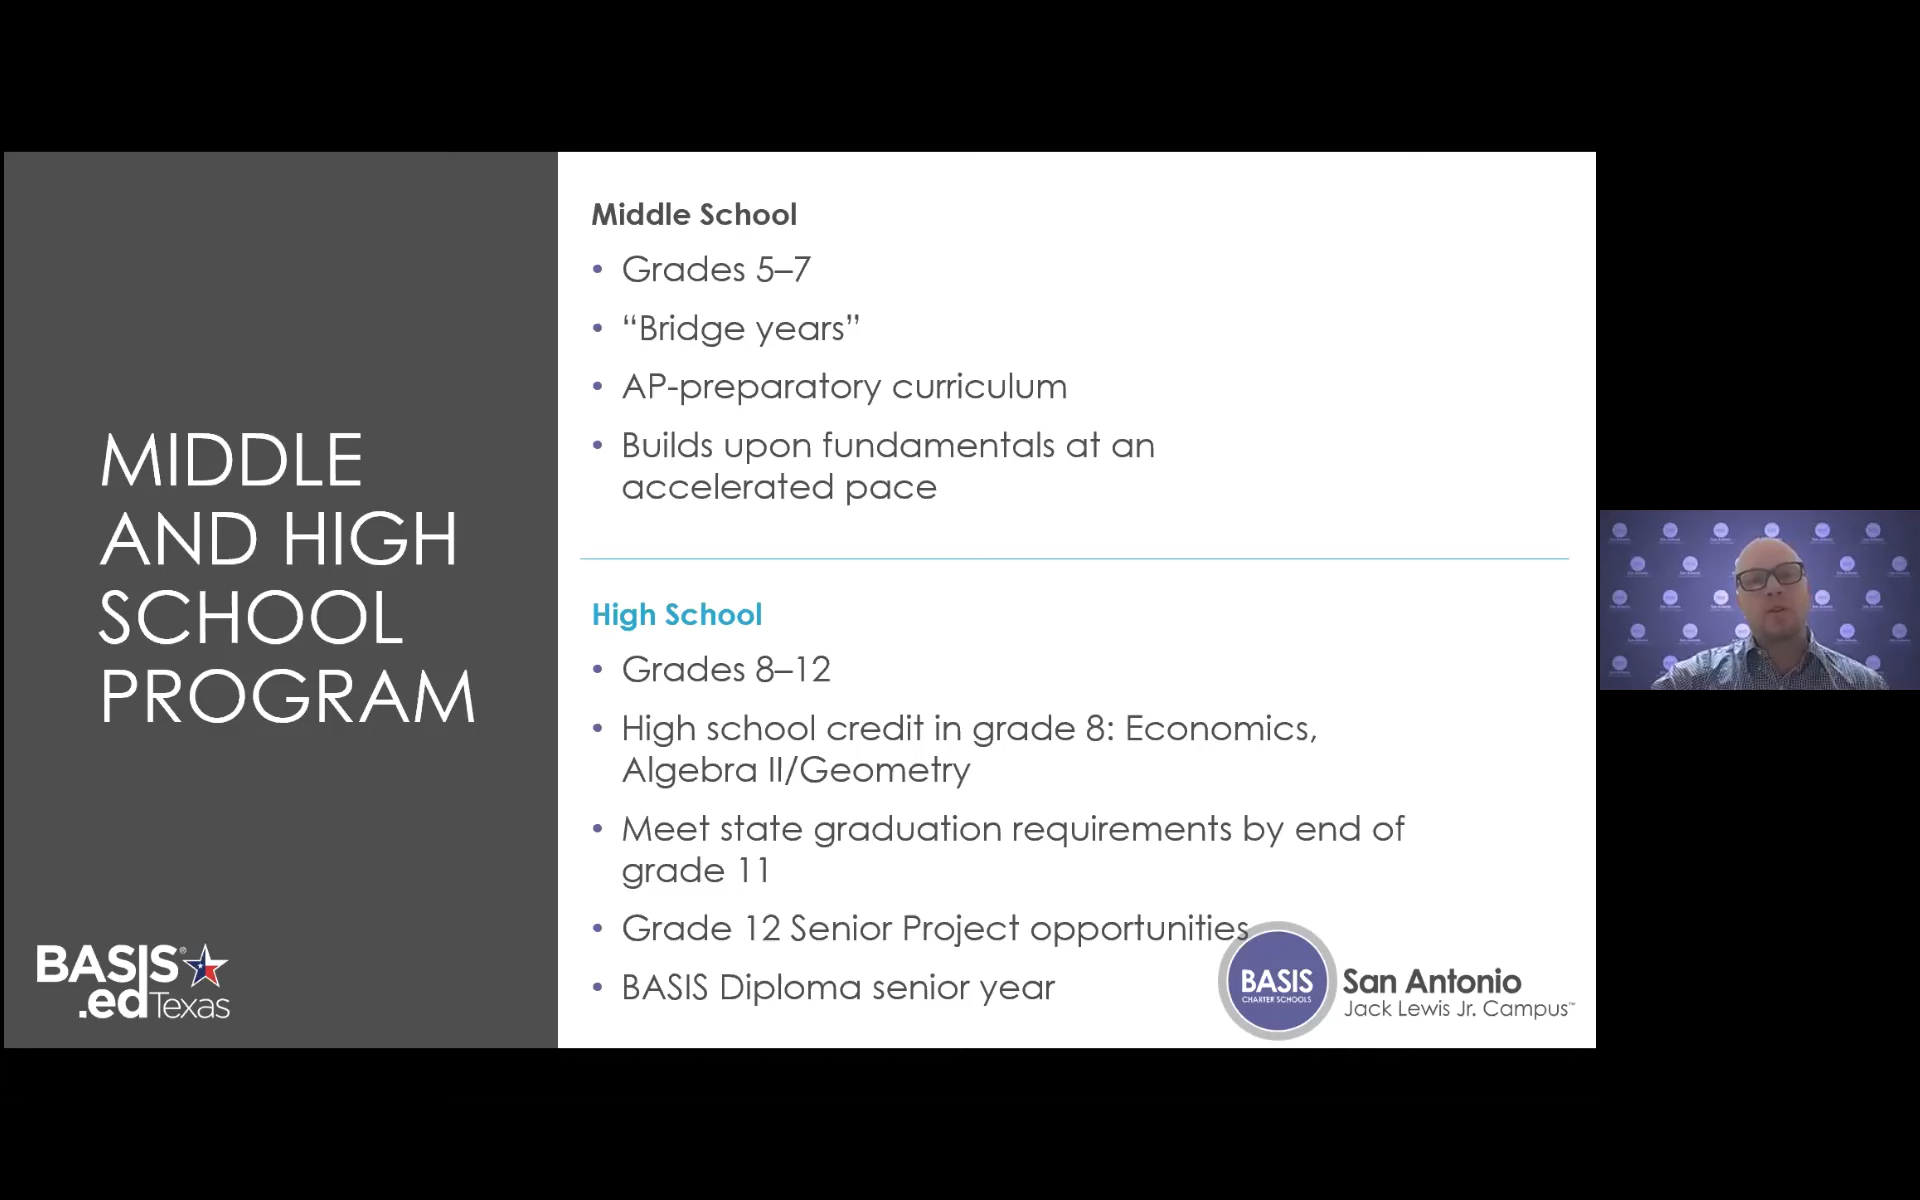 MIDDLE
AND HIGH
SCHOOL
PROGRAM
BASIS®
.edTexas
Middle School
• Grades 5–7
• “Bridge years”
• AP-preparatory curriculum
• Builds upon fundamentals at an
accelerated pace
High School
• Grades 8–12
• High school credit in grade 8: Economics,
Algebra II/Geometry
• Meet state graduation requirements by end of
grade 11
• Grade 12 Senior Project opportunities
• BASIS Diploma senior year
BASIS
CHARTER SCHOOLS
San Antonio
Jack Lewis Jr. Campus™